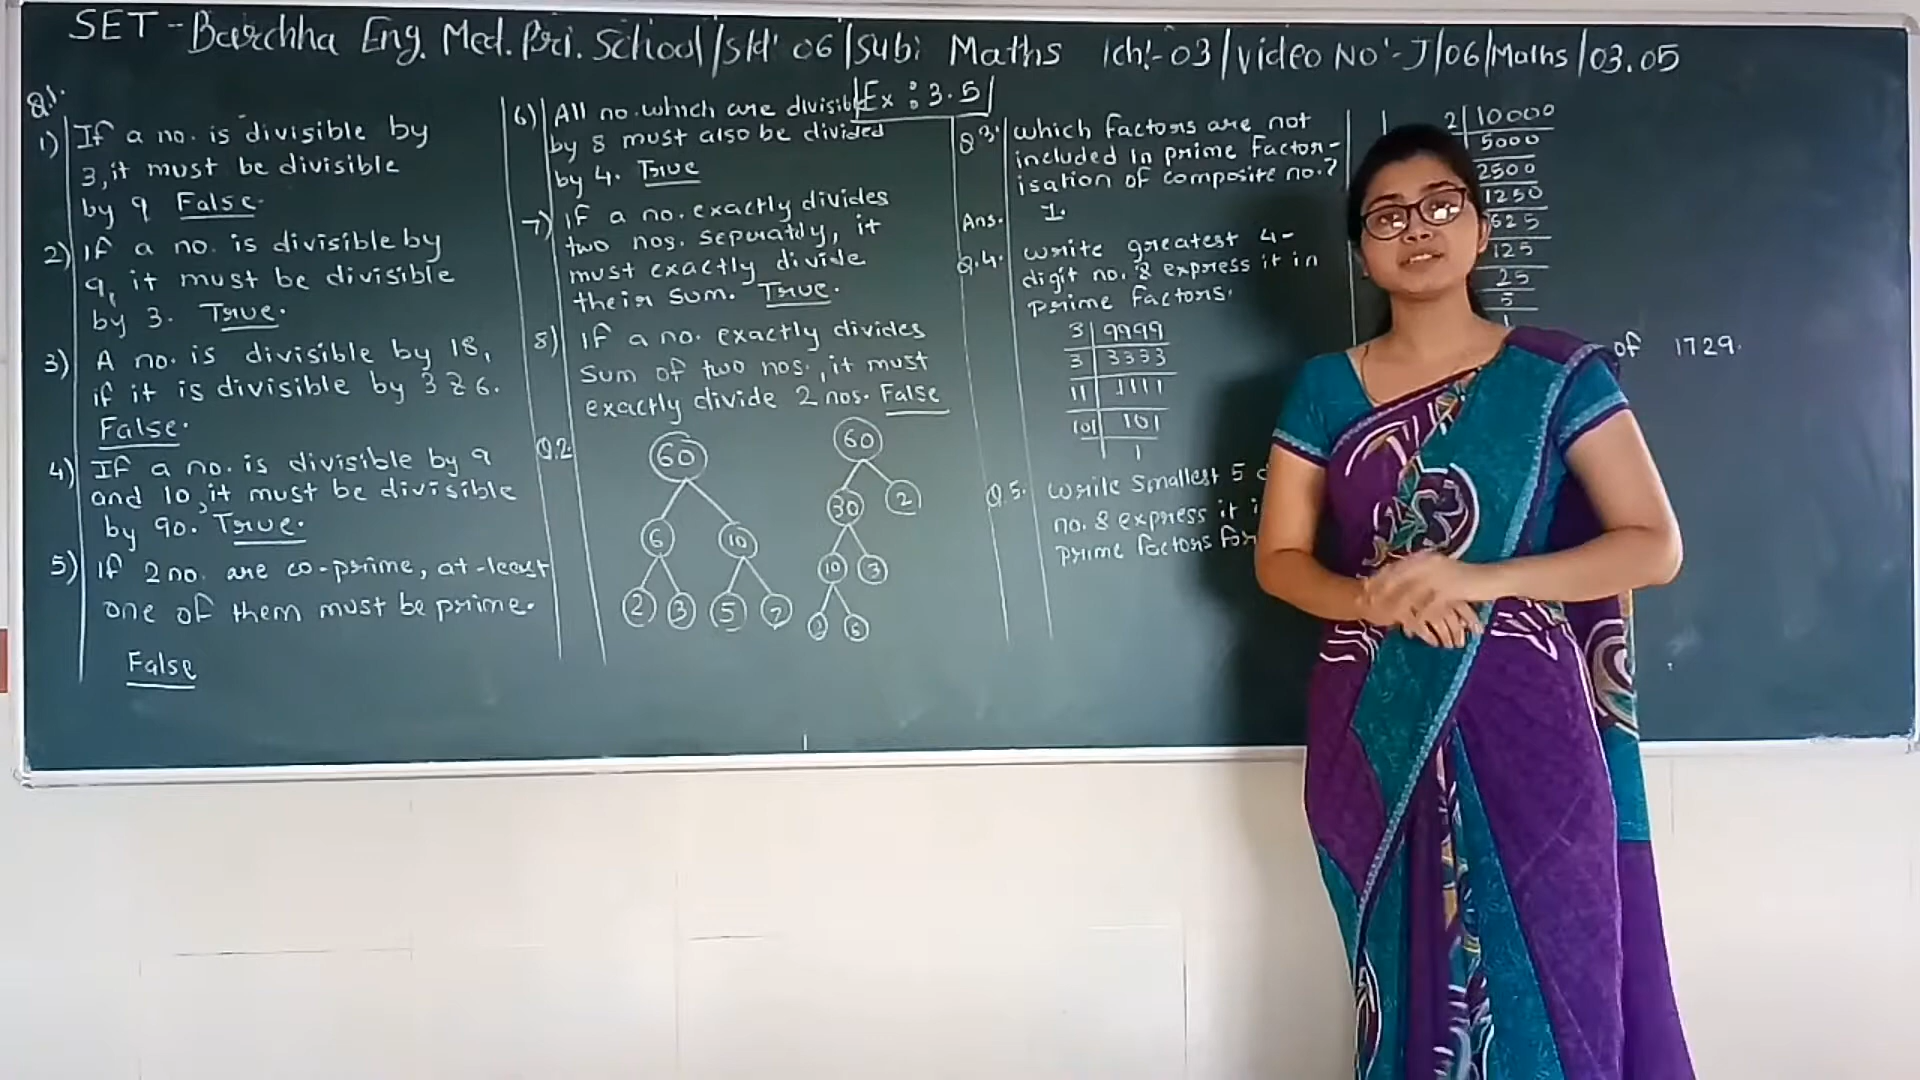 SET - Barchha Eng. Med. Pri. School/Std' 06/Sub: Maths /ch:-03/Video No'-J/06/Maths/03.05
Ex : 3.5
Q.1.
1) If a no. is divisible by
3, it must be divisible
by 9 False.
2) If a no. is divisible by
9, it must be divisible
by 3. True.
3) A no. is divisible by 18,
if it is divisible by 3 & 6.
False.
4) If a no. is divisible by 9
and 10, it must be divisible
by 90. True.
5) If 2 no. are co-prime, at-least
one of them must be prime.
False
6) All no. which are divisible
by 8 must also be divided
by 4. True
7) If a no. exactly divides
two nos. seperatly, it
must exactly divide
their sum. True.
8) If a no. exactly divides
Sum of two nos., it must
exactly divide 2 nos. False
Q.2
60
6 10
2 3 5 2
60
30 2
10 3
2 5
Q.3. which factors are not
included in prime factor-
isation of composite no.?
Ans. 1.
Q.4. write greatest 4-
digit no. & express it in
prime factors.
3 9999
3 3333
11 1111
101 101
1
Q.5. write smallest 5
no. & express it
prime factors
2 10000
5000
2500
1250
625
125
25
5
1
of 1729.